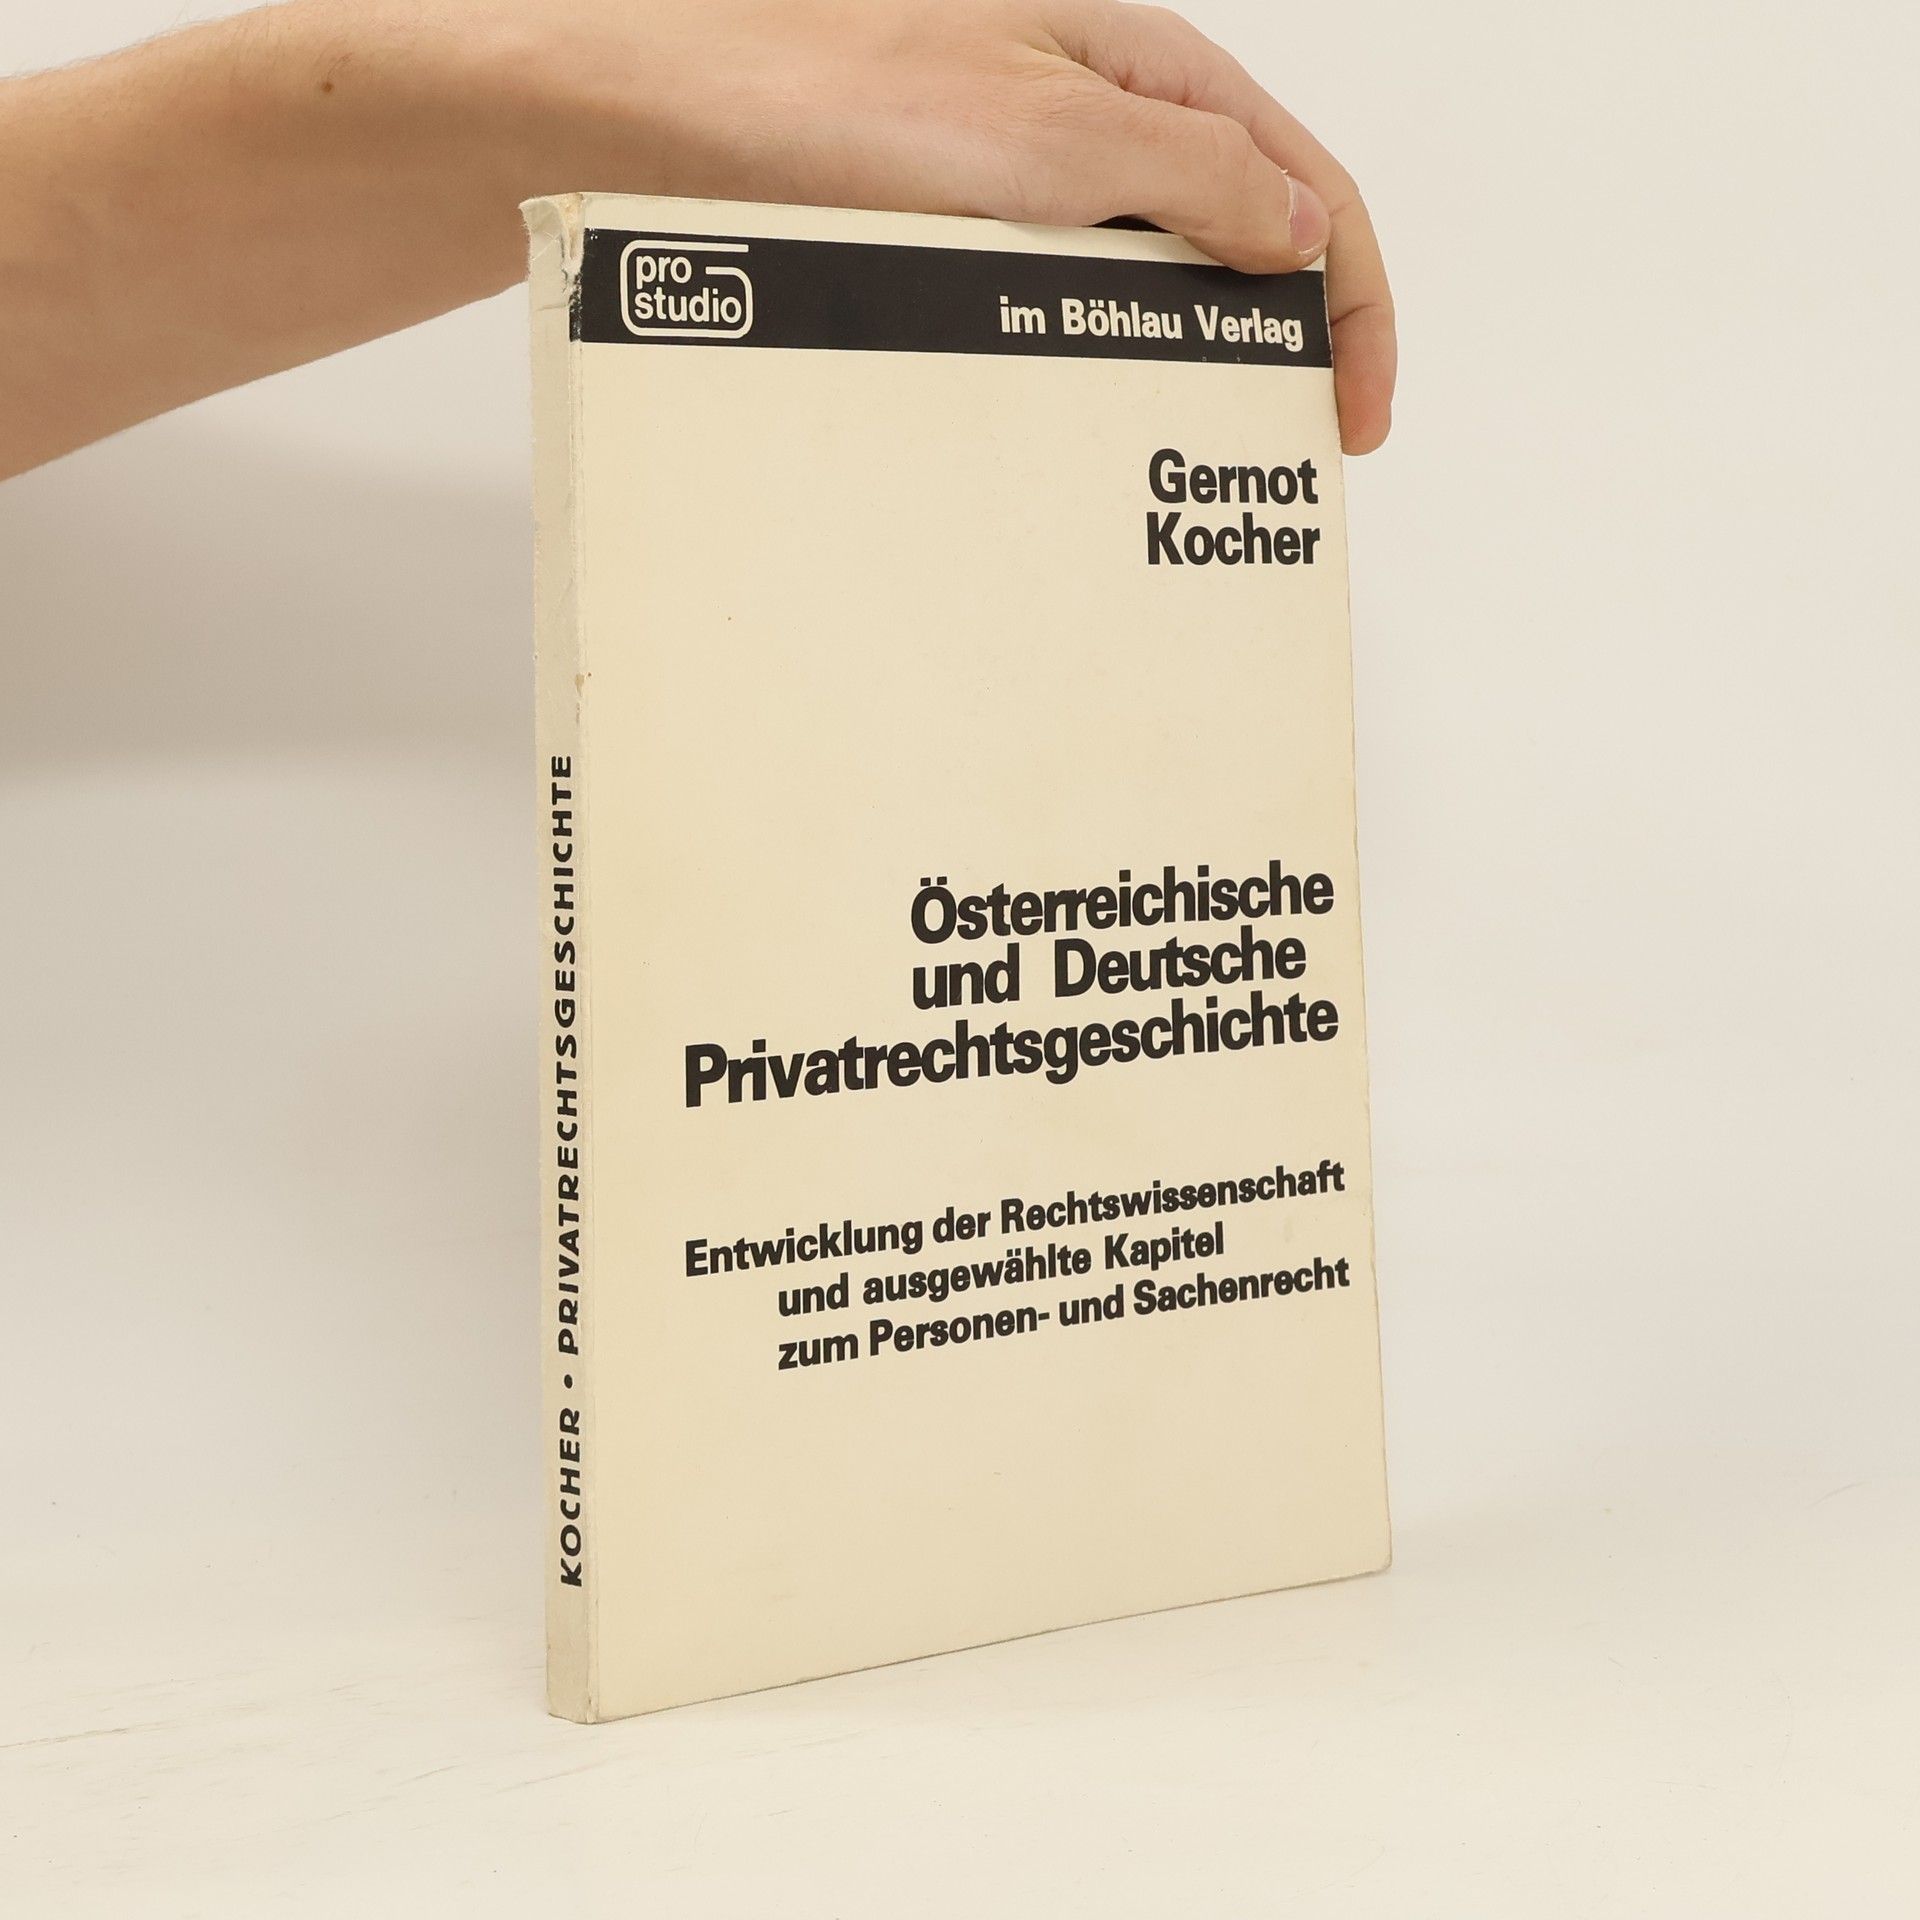 pro
studio
im Böhlau Verlag
Gernot
Kocher
Österreichische
und Deutsche
Privatrechtsgeschichte
Entwicklung der Rechtswissenschaft
und ausgewählte Kapitel
zum Personen- und Sachenrecht
KOCHER • PRIVATRECHTSGESCHICHTE